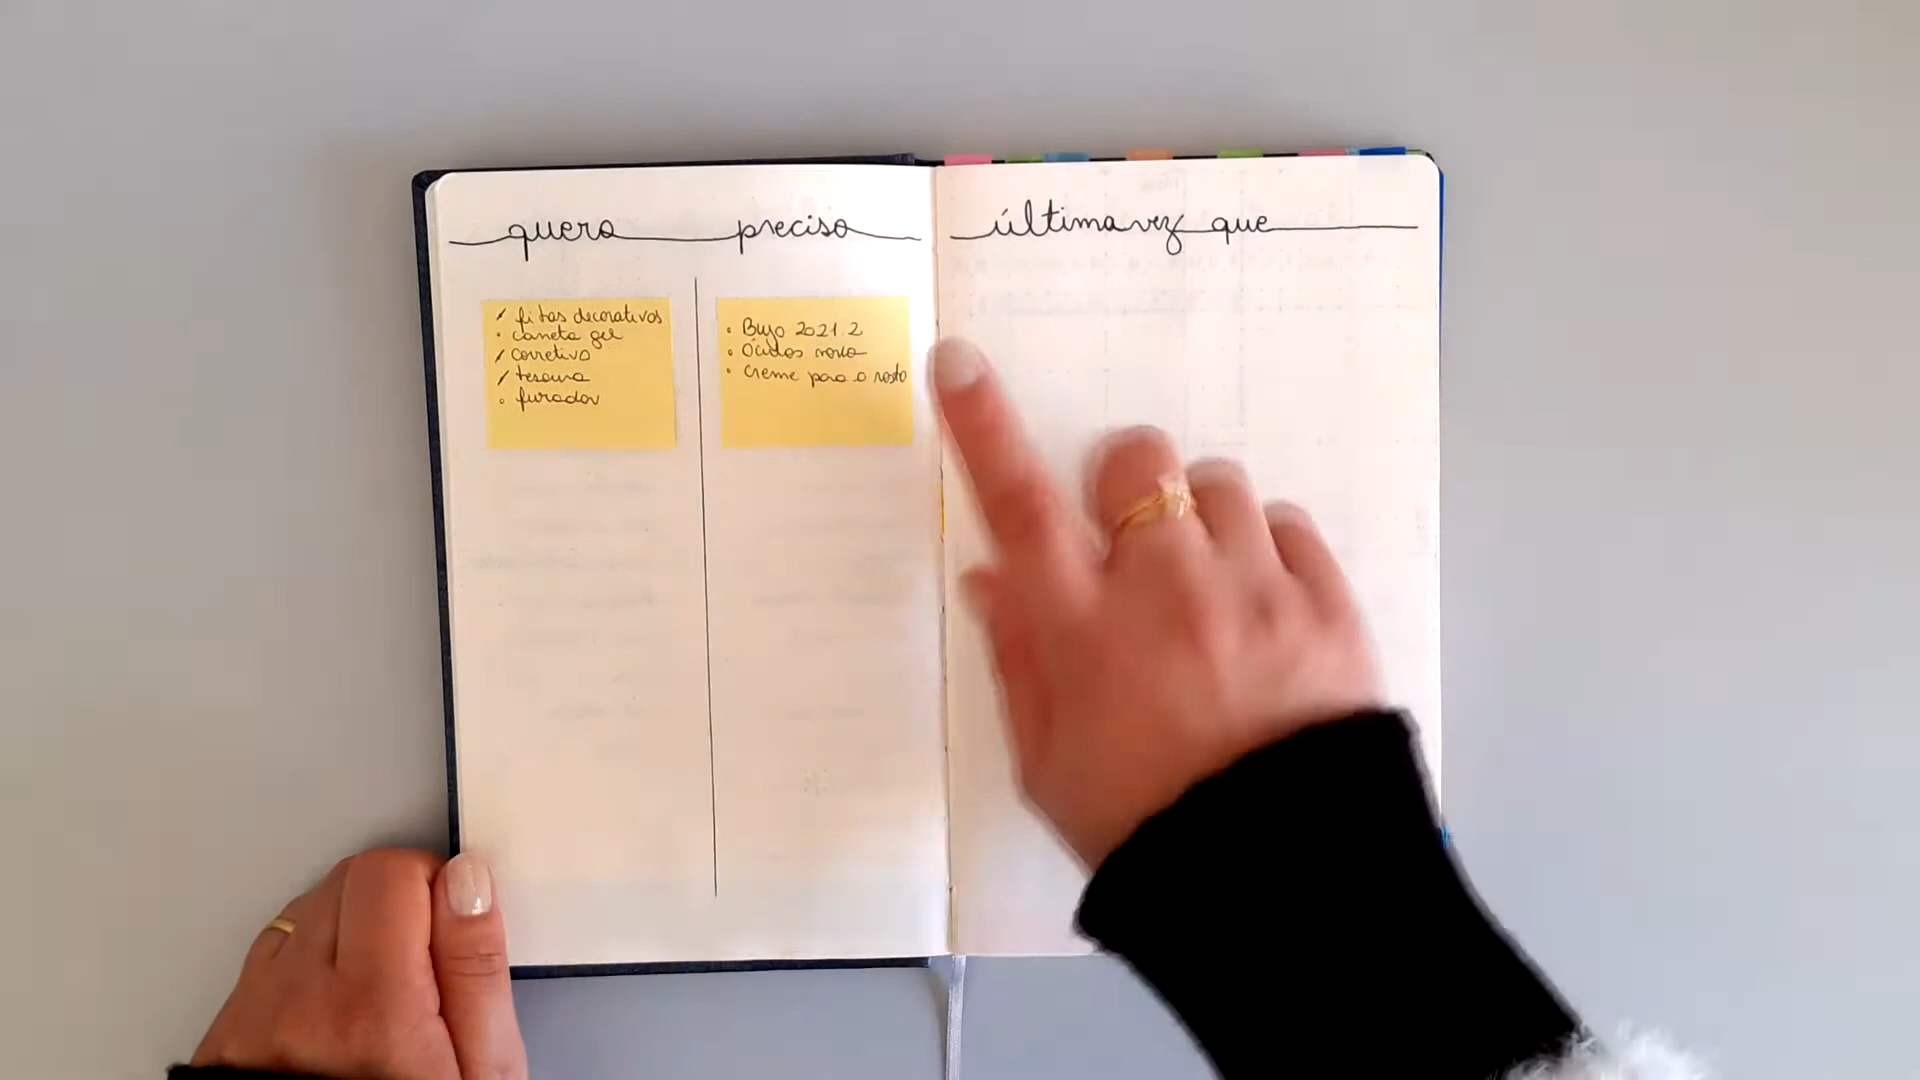 quero preciso
fitas decorativas
caneta gel
corretivo
tesoura
furador
Bujo 2021.2
Óculos novo
creme para o rosto
última vez que